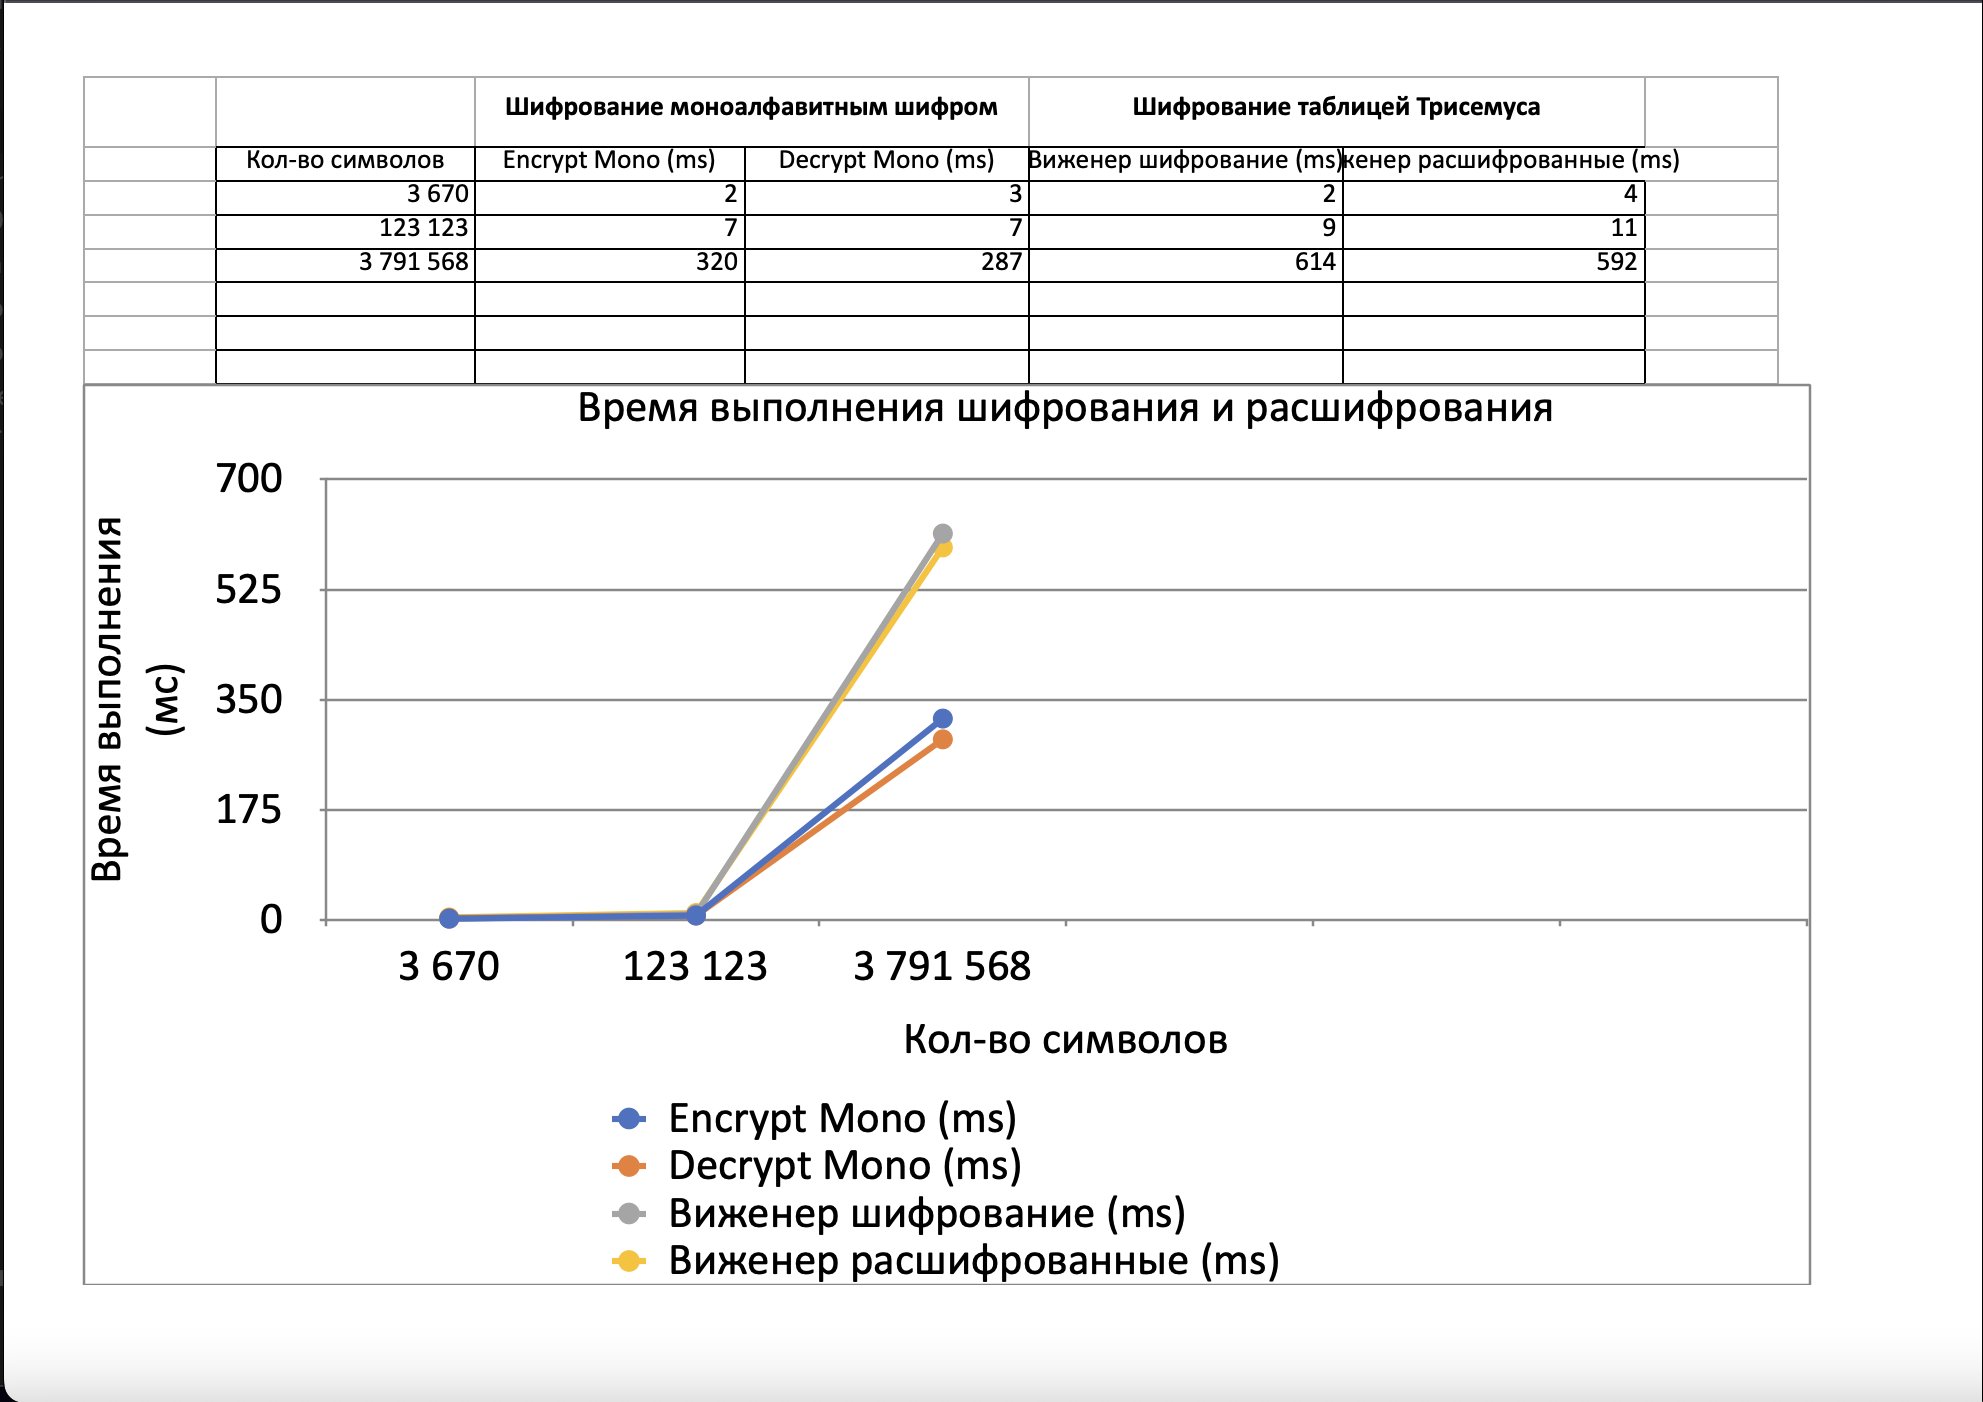 Шифрование моноалфавитным шифром Шифрование таблицей Трисемуса
Кол-во символов Encrypt Mono (ms) Decrypt Mono (ms) Виженер шифрование (ms) женер расшифрованные (ms)
3 670 2 3 2 4
123 123 7 7 9 11
3 791 568 320 287 614 592
Время выполнения шифрования и расшифрования
Время выполнения
(мс)
700
525
350
175
0
3 670 123 123 3 791 568
Кол-во символов
Encrypt Mono (ms)
Decrypt Mono (ms)
Виженер шифрование (ms)
Виженер расшифрованные (ms)